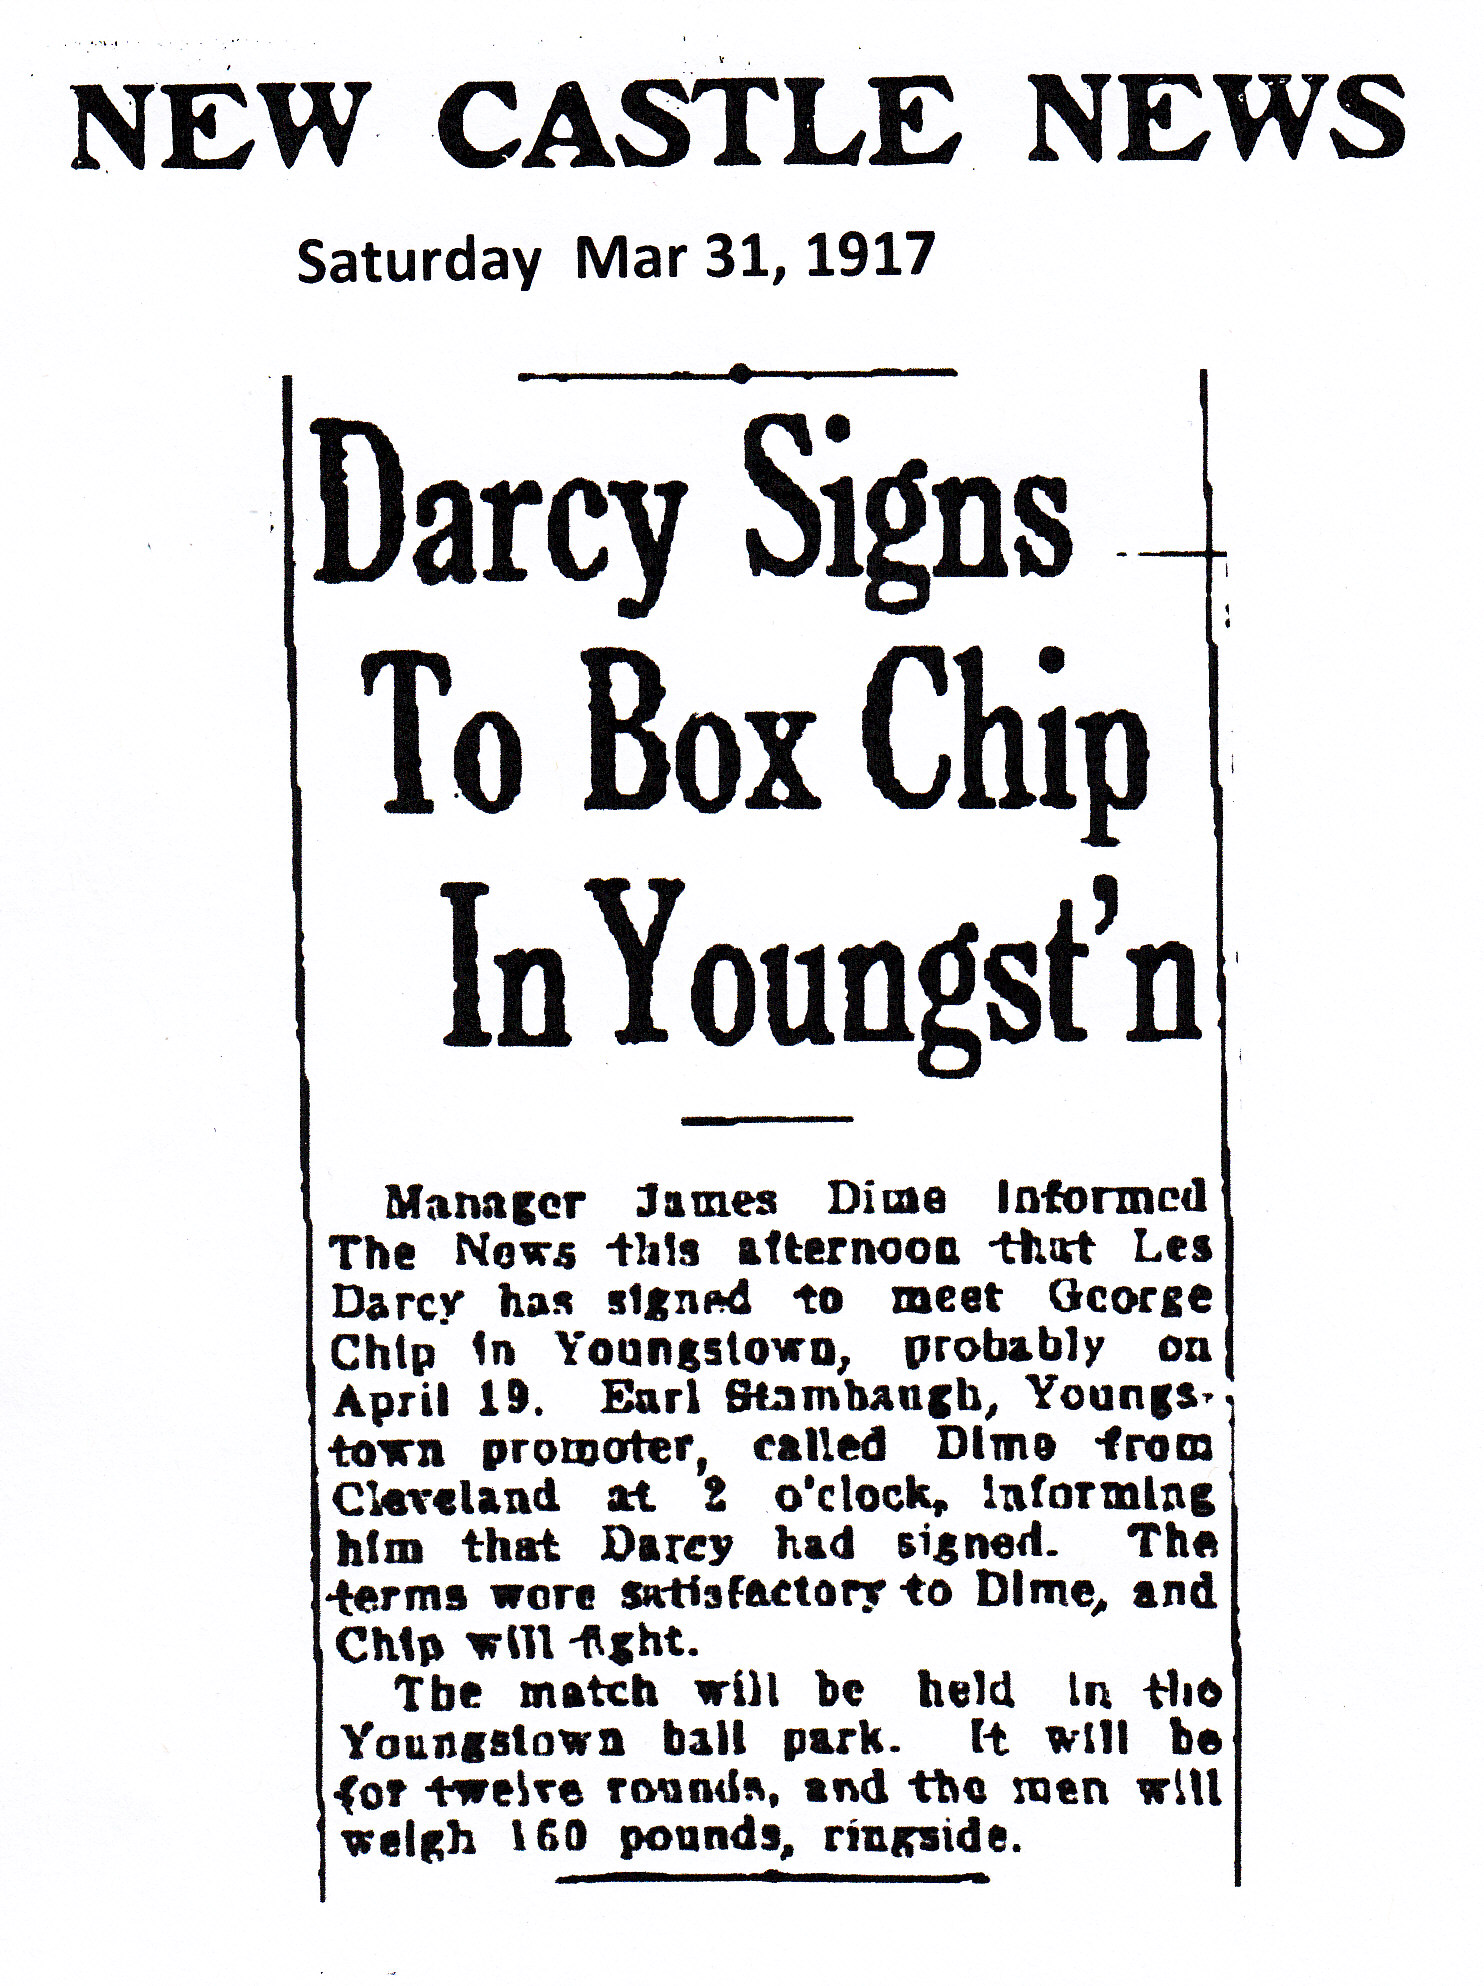 NEW CASTLE NEWS
Saturday Mar 31, 1917
Darcy Signs
To Box Chip
In Youngst'n
Manager James Dime informed
The News this afternoon that Les
Darcy has signed to meet George
Chip in Youngstown, probably on
April 19. Earl Stambaugh, Youngs-
town promoter, called Dime from
Cleveland at 2 o'clock, informing
him that Darcy had signed. The
terms were satisfactory to Dime, and
Chip will fight.
The match will be held in the
Youngstown ball park. It will be
for twelve rounds, and the men will
weigh 160 pounds, ringside.